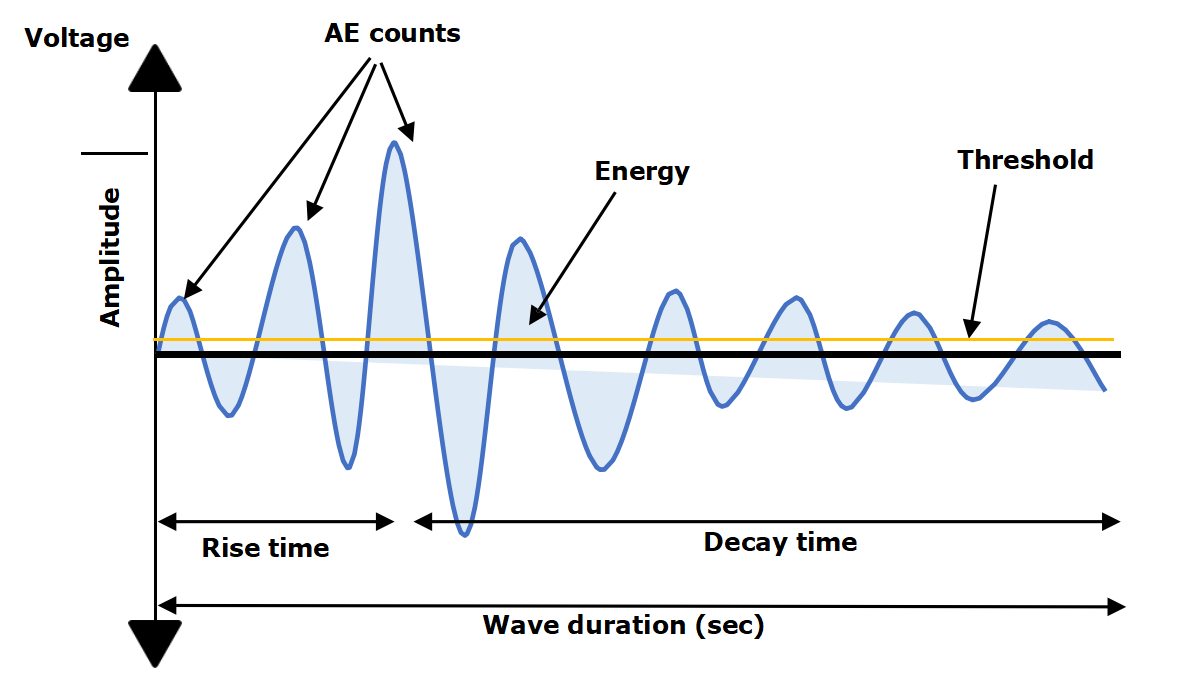 Voltage
AE counts
Threshold
Energy
Amplitude
Rise time
Decay time
Wave duration (sec)